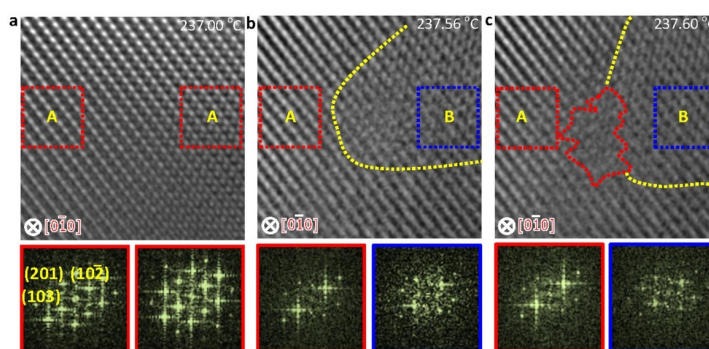 a
237.00 °C
A
A
[01̅0]
(201) (102̅)
(103)
b
237.56 °C
A
B
[01̅0]
c
237.60 °C
A
B
[01̅0]